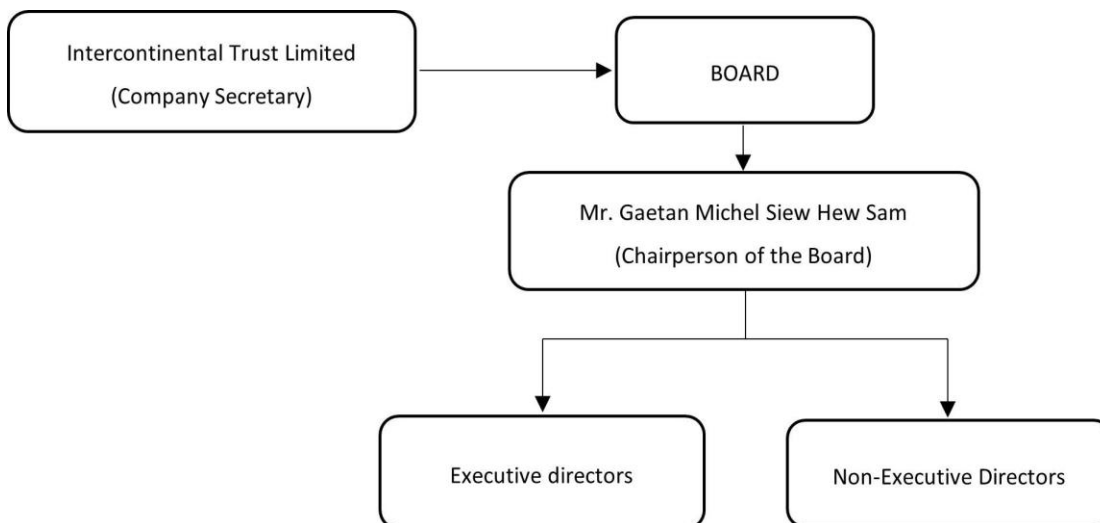 Intercontinental Trust Limited
(Company Secretary)
BOARD
Mr. Gaetan Michel Siew Hew Sam
(Chairperson of the Board)
Executive directors
Non-Executive Directors